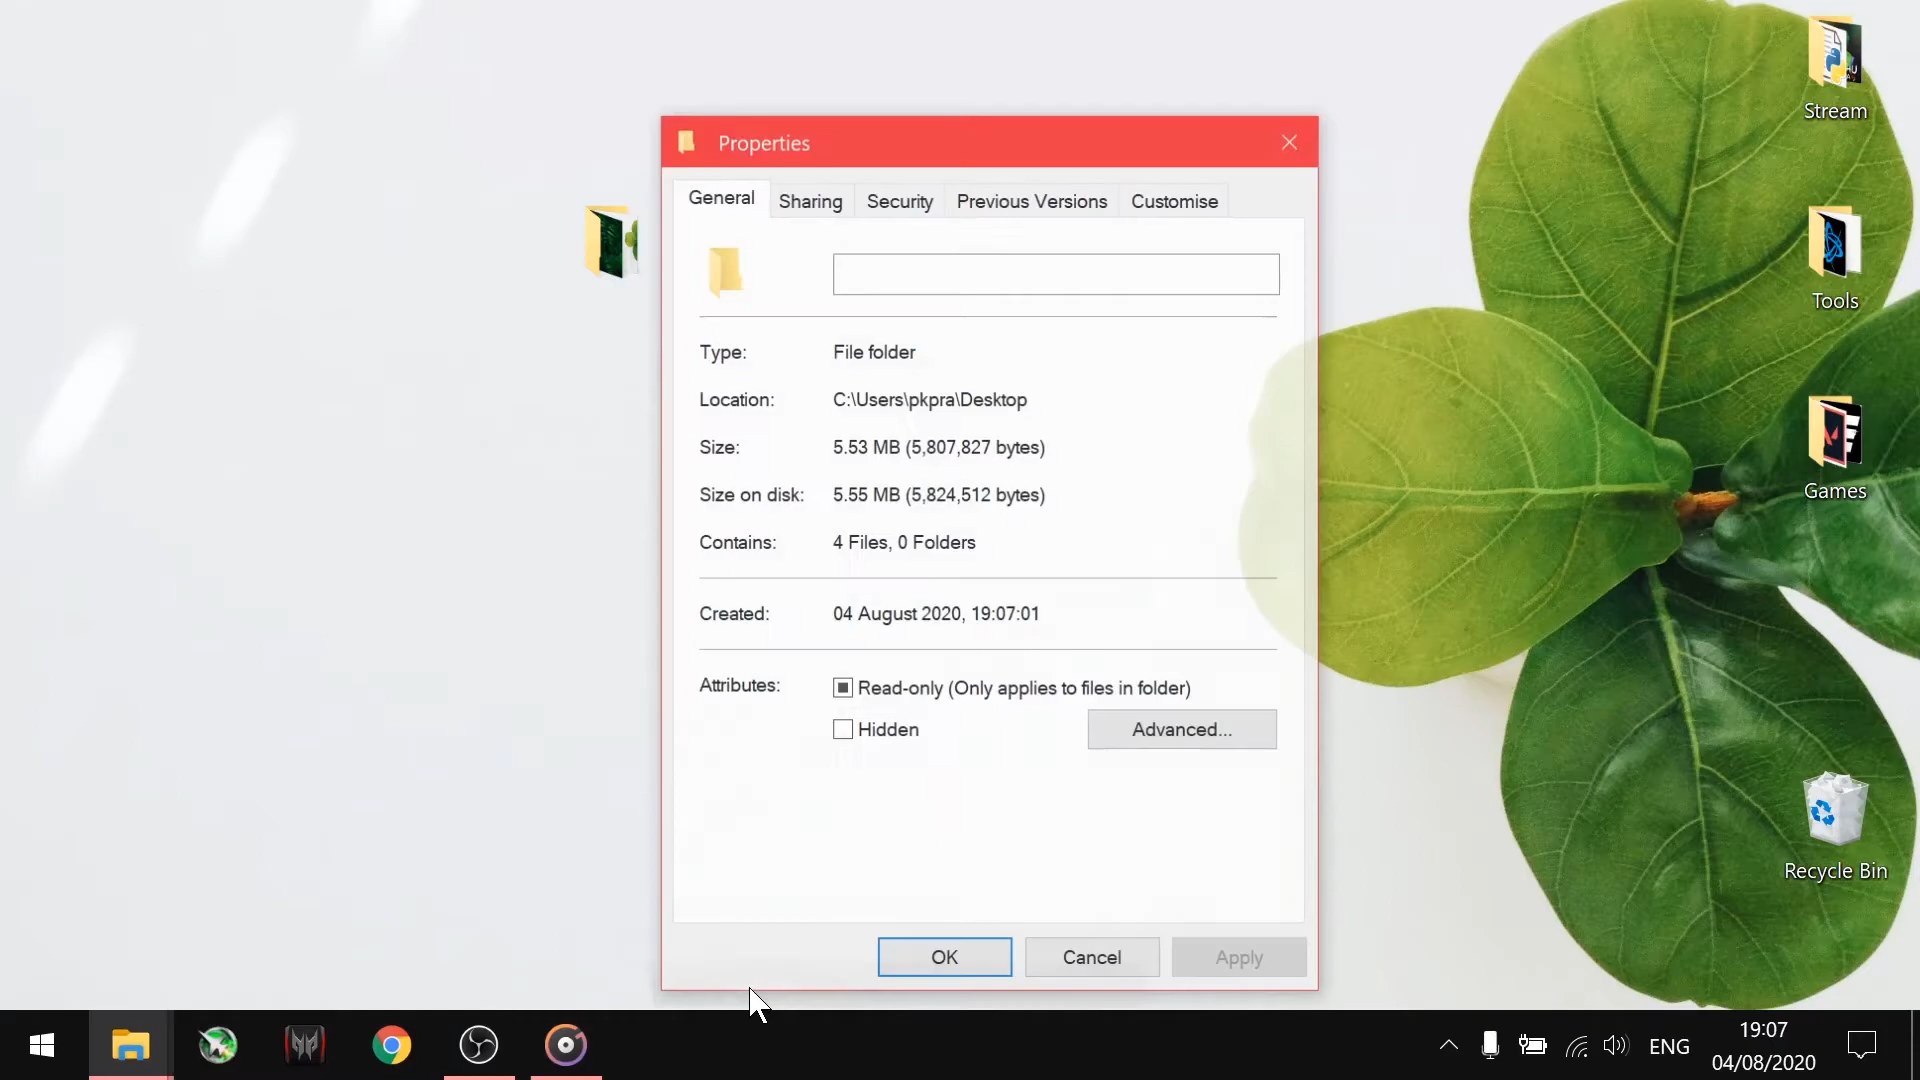 Properties
General
Sharing
Security
Previous Versions
Customise
Type: File folder
Location: C:\Users\pkpra\Desktop
Size: 5.53 MB (5,807,827 bytes)
Size on disk: 5.55 MB (5,824,512 bytes)
Contains: 4 Files, 0 Folders
Created: 04 August 2020, 19:07:01
Attributes: Read-only (Only applies to files in folder)
Hidden
Advanced...
OK
Cancel
Apply
Stream
Tools
Games
Recycle Bin
ENG
19:07
04/08/2020